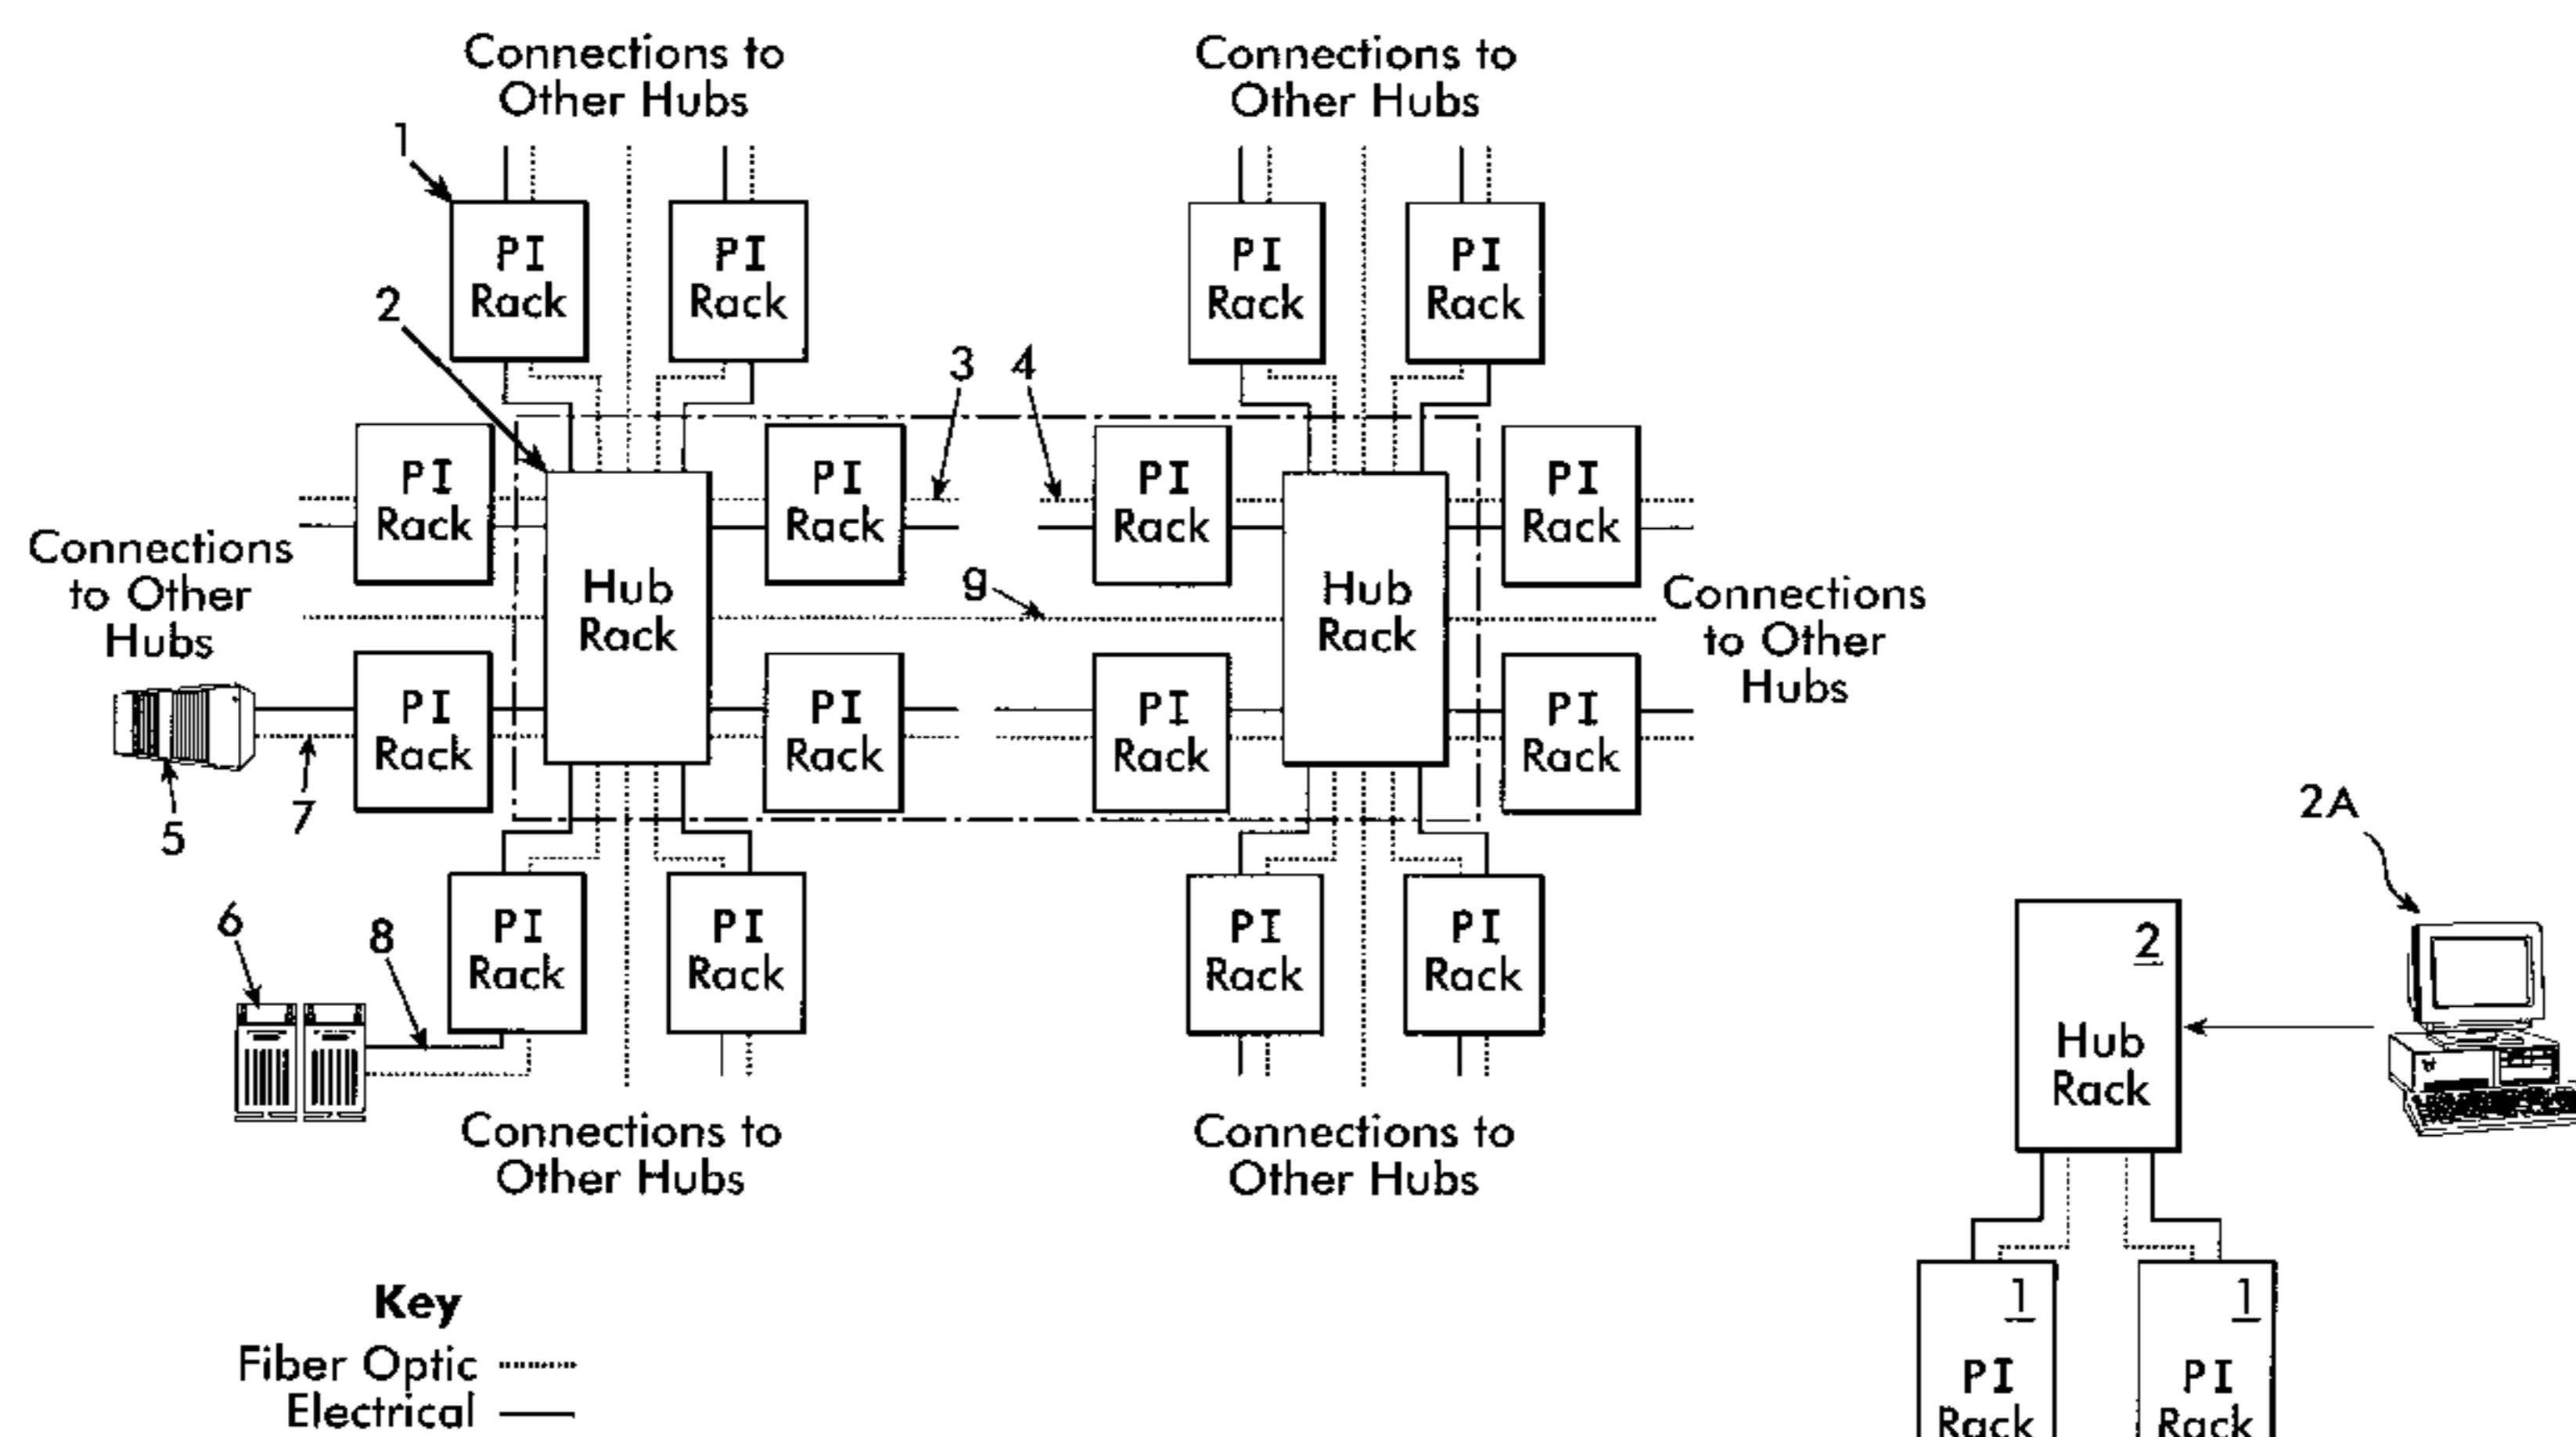 Connections to
Other Hubs
Connections to
Other Hubs
1
PI
Rack
PI
Rack
PI
Rack
PI
Rack
2
3
4
PI
Rack
PI
Rack
PI
Rack
PI
Rack
Connections
to Other
Hubs
Hub
Rack
g
Hub
Rack
Connections
to Other
Hubs
PI
Rack
PI
Rack
PI
Rack
PI
Rack
5
7
2A
6
8
PI
Rack
PI
Rack
PI
Rack
PI
Rack
2
Hub
Rack
Connections to
Other Hubs
Connections to
Other Hubs
Key
Fiber Optic
Electrical
1
PI
Rack
1
PI
Rack